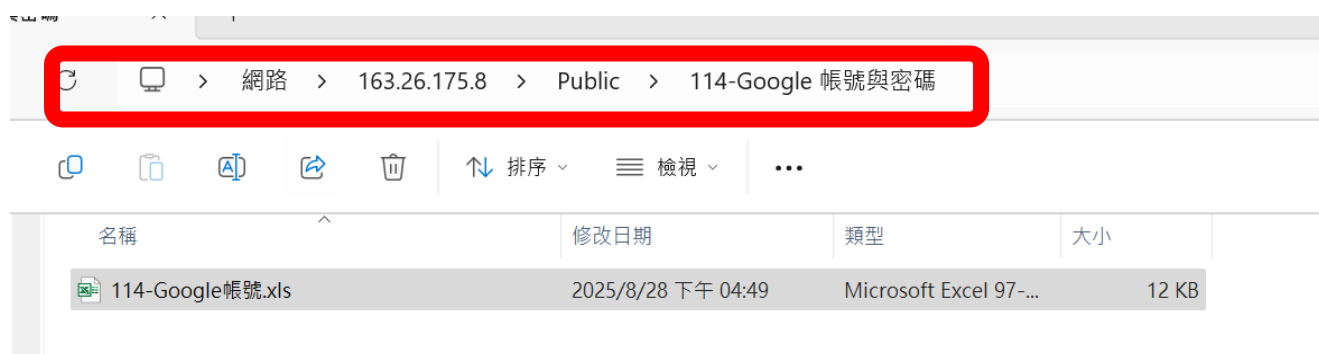 網路 > 163.26.175.8 > Public > 114-Google 帳號與密碼
排序 檢視
名稱 修改日期 類型 大小
114-Google帳號.xls 2025/8/28 下午 04:49 Microsoft Excel 97-... 12 KB